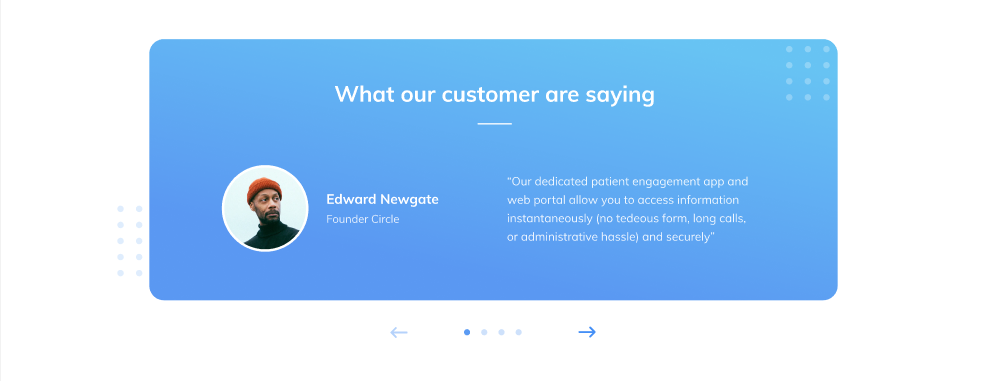 What our customer are saying
Edward Newgate
Founder Circle
“Our dedicated patient engagement app and
web portal allow you to access information
instantaneously (no tedeous form, long calls,
or administrative hassle) and securely”